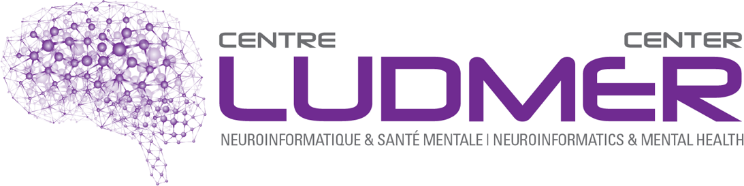 CENTRE CENTER
LUDMER
NEUROINFORMATIQUE & SANTÉ MENTALE | NEUROINFORMATICS & MENTAL HEALTH